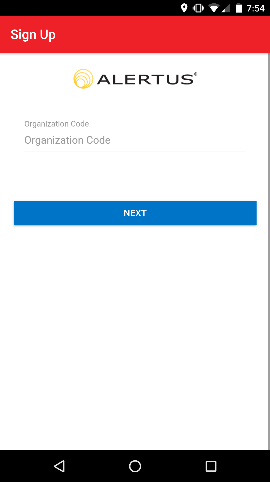 7:54
Sign Up
ALERTUS®
Organization Code
Organization Code
NEXT